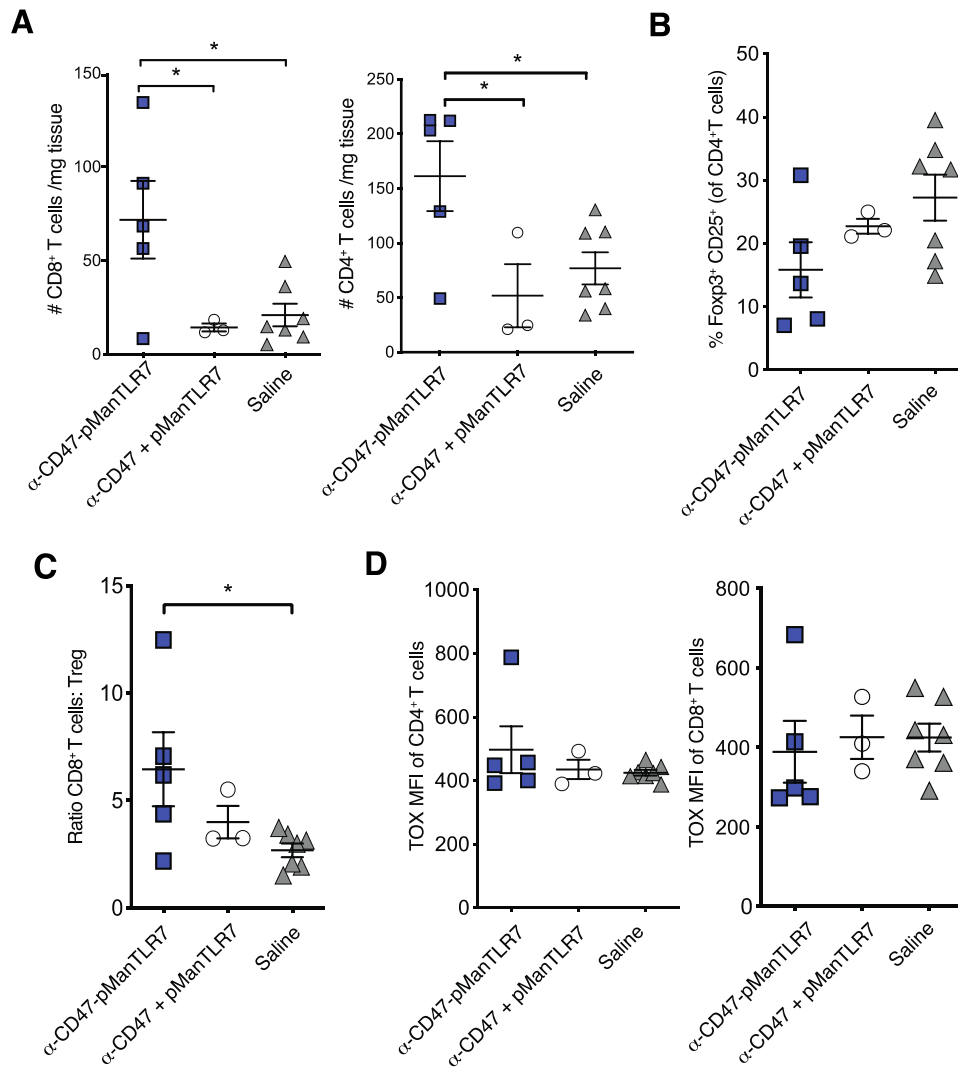 A
# CD8⁺ T cells /mg tissue
150
100
50
0
*
*
α-CD47-pManTLR7
α-CD47 + pManTLR7
Saline
# CD4⁺ T cells /mg tissue
250
200
150
100
50
0
*
*
α-CD47-pManTLR7
α-CD47 + pManTLR7
Saline
B
% Foxp3⁺ CD25⁺ (of CD4⁺T cells)
50
40
30
20
10
0
α-CD47-pManTLR7
α-CD47 + pManTLR7
Saline
C
Ratio CD8⁺T cells: Treg
15
10
5
0
*
α-CD47-pManTLR7
α-CD47 + pManTLR7
Saline
D
TOX MFI of CD4⁺T cells
1000
800
600
400
200
0
α-CD47-pManTLR7
α-CD47 + pManTLR7
Saline
TOX MFI of CD8⁺T cells
800
600
400
200
0
α-CD47-pManTLR7
α-CD47 + pManTLR7
Saline